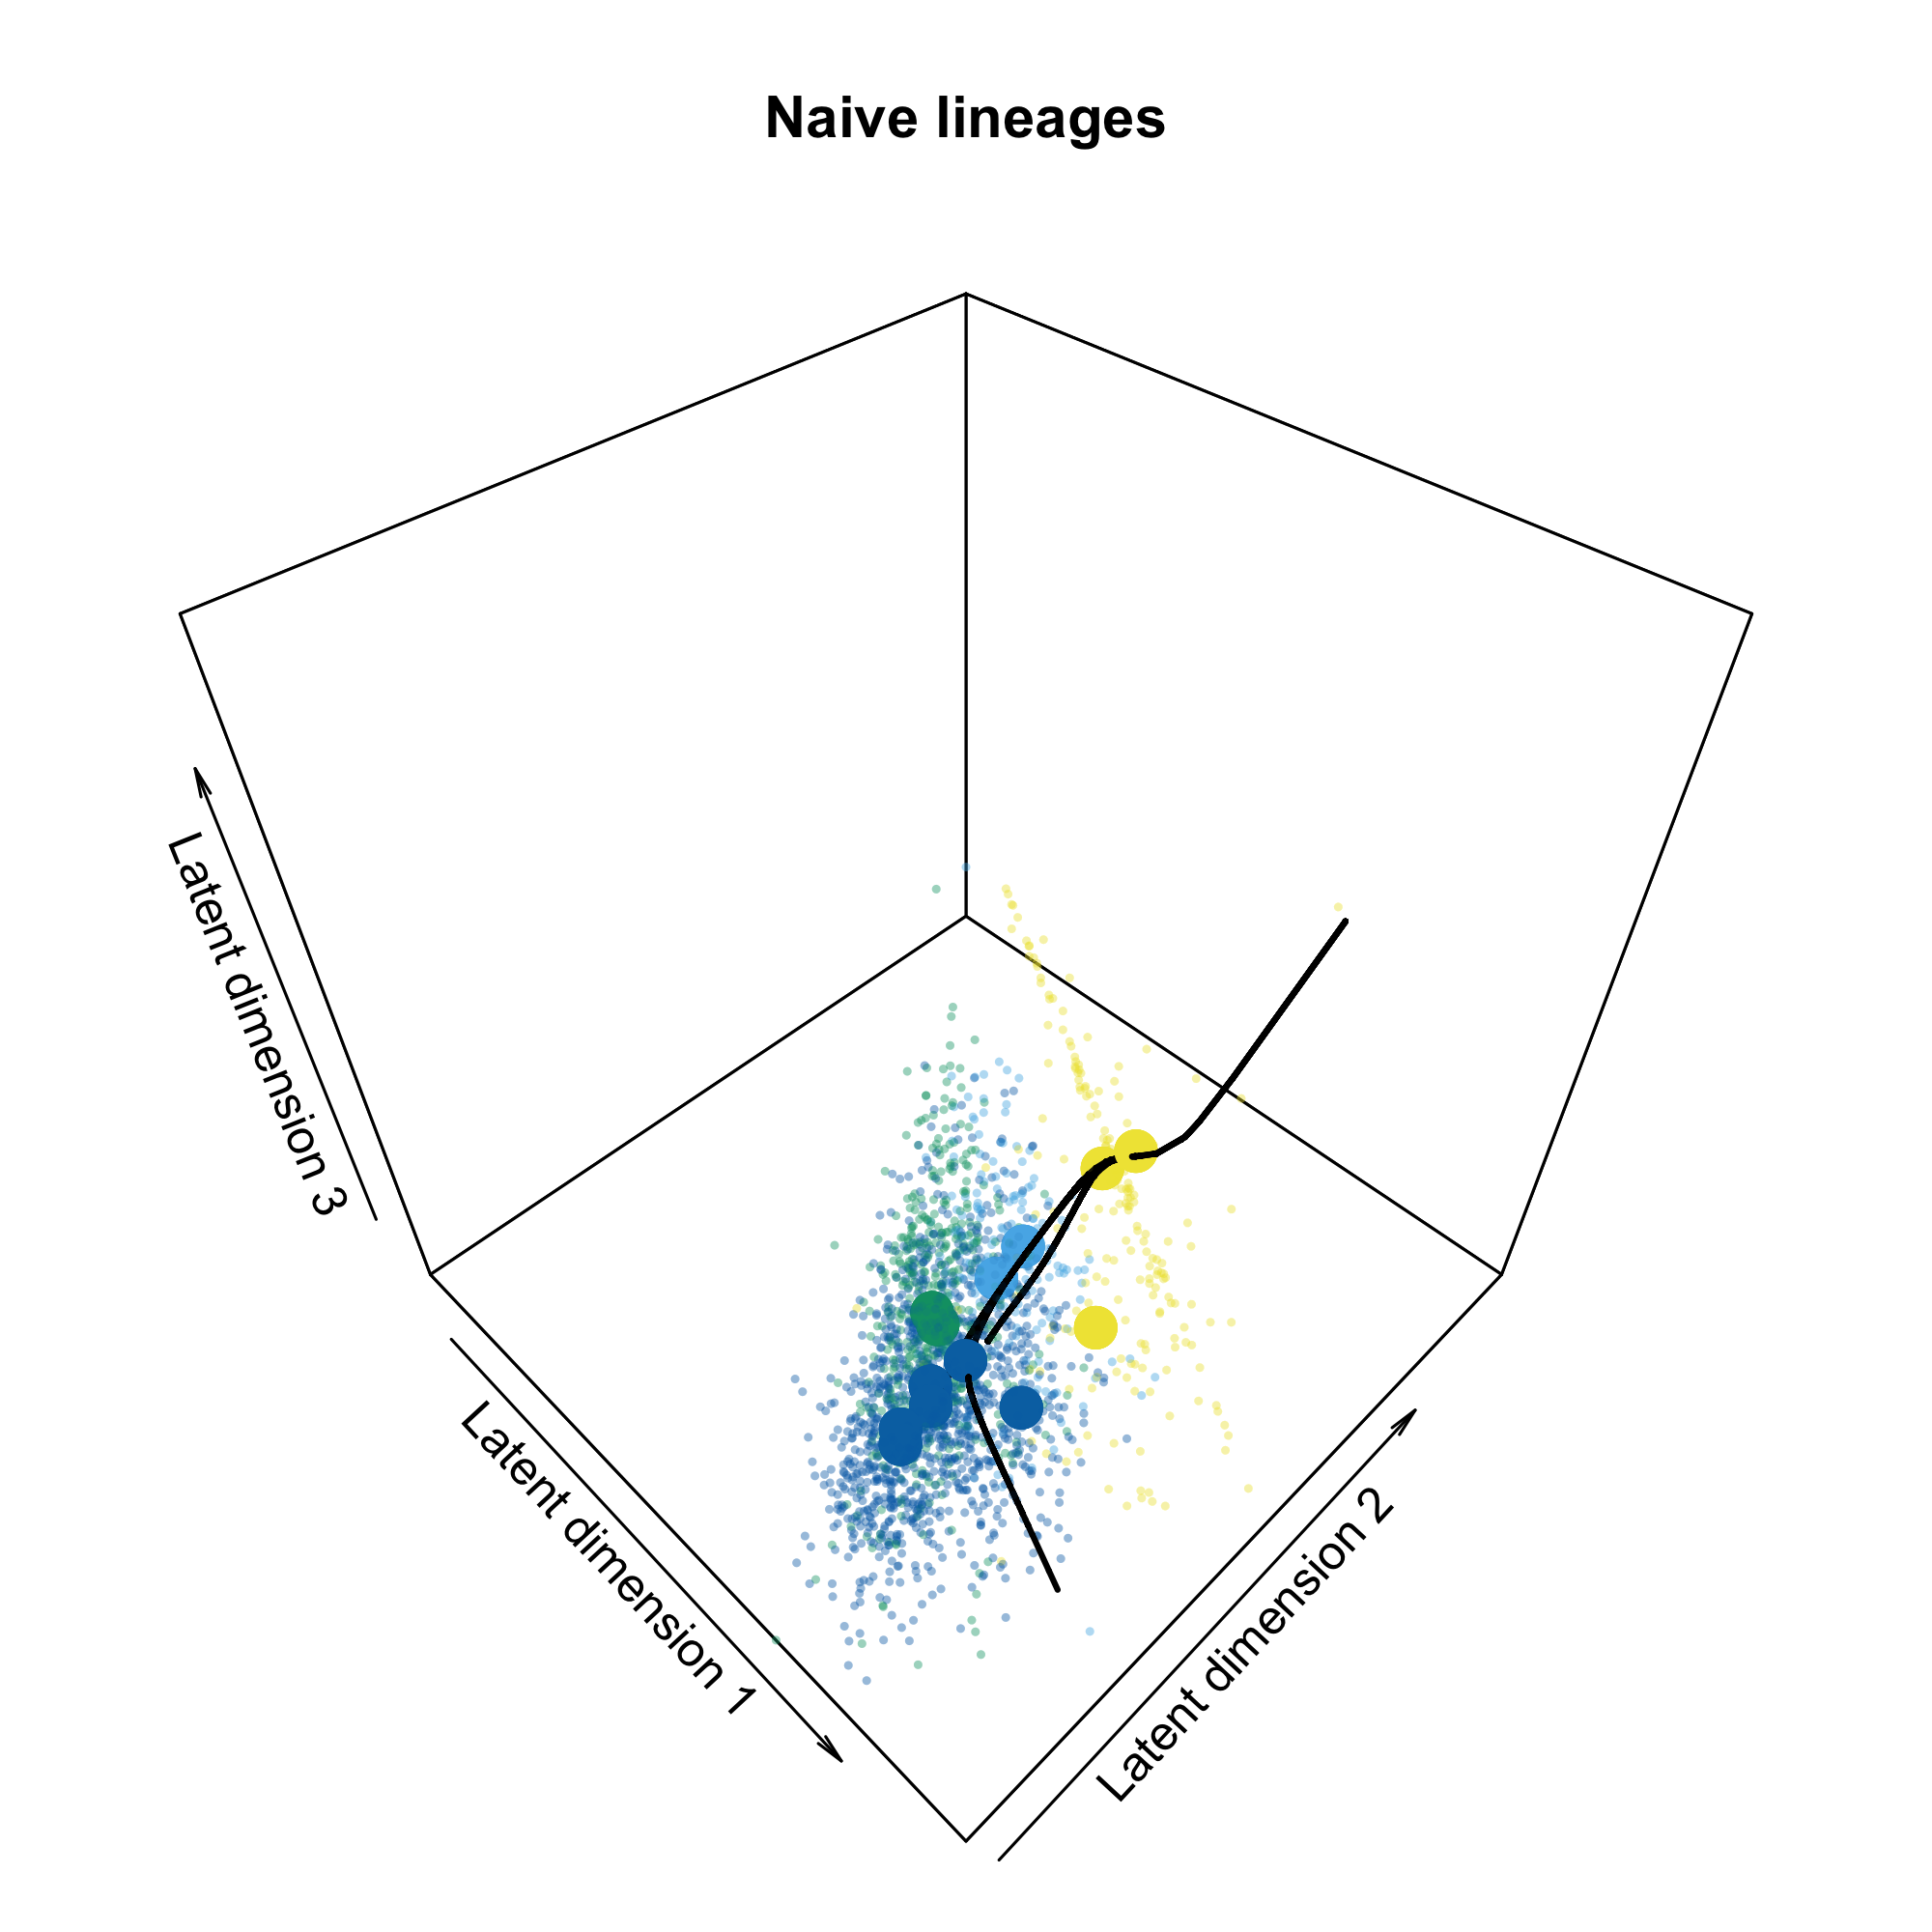 Naive lineages
Latent dimension 3
Latent dimension 1
Latent dimension 2